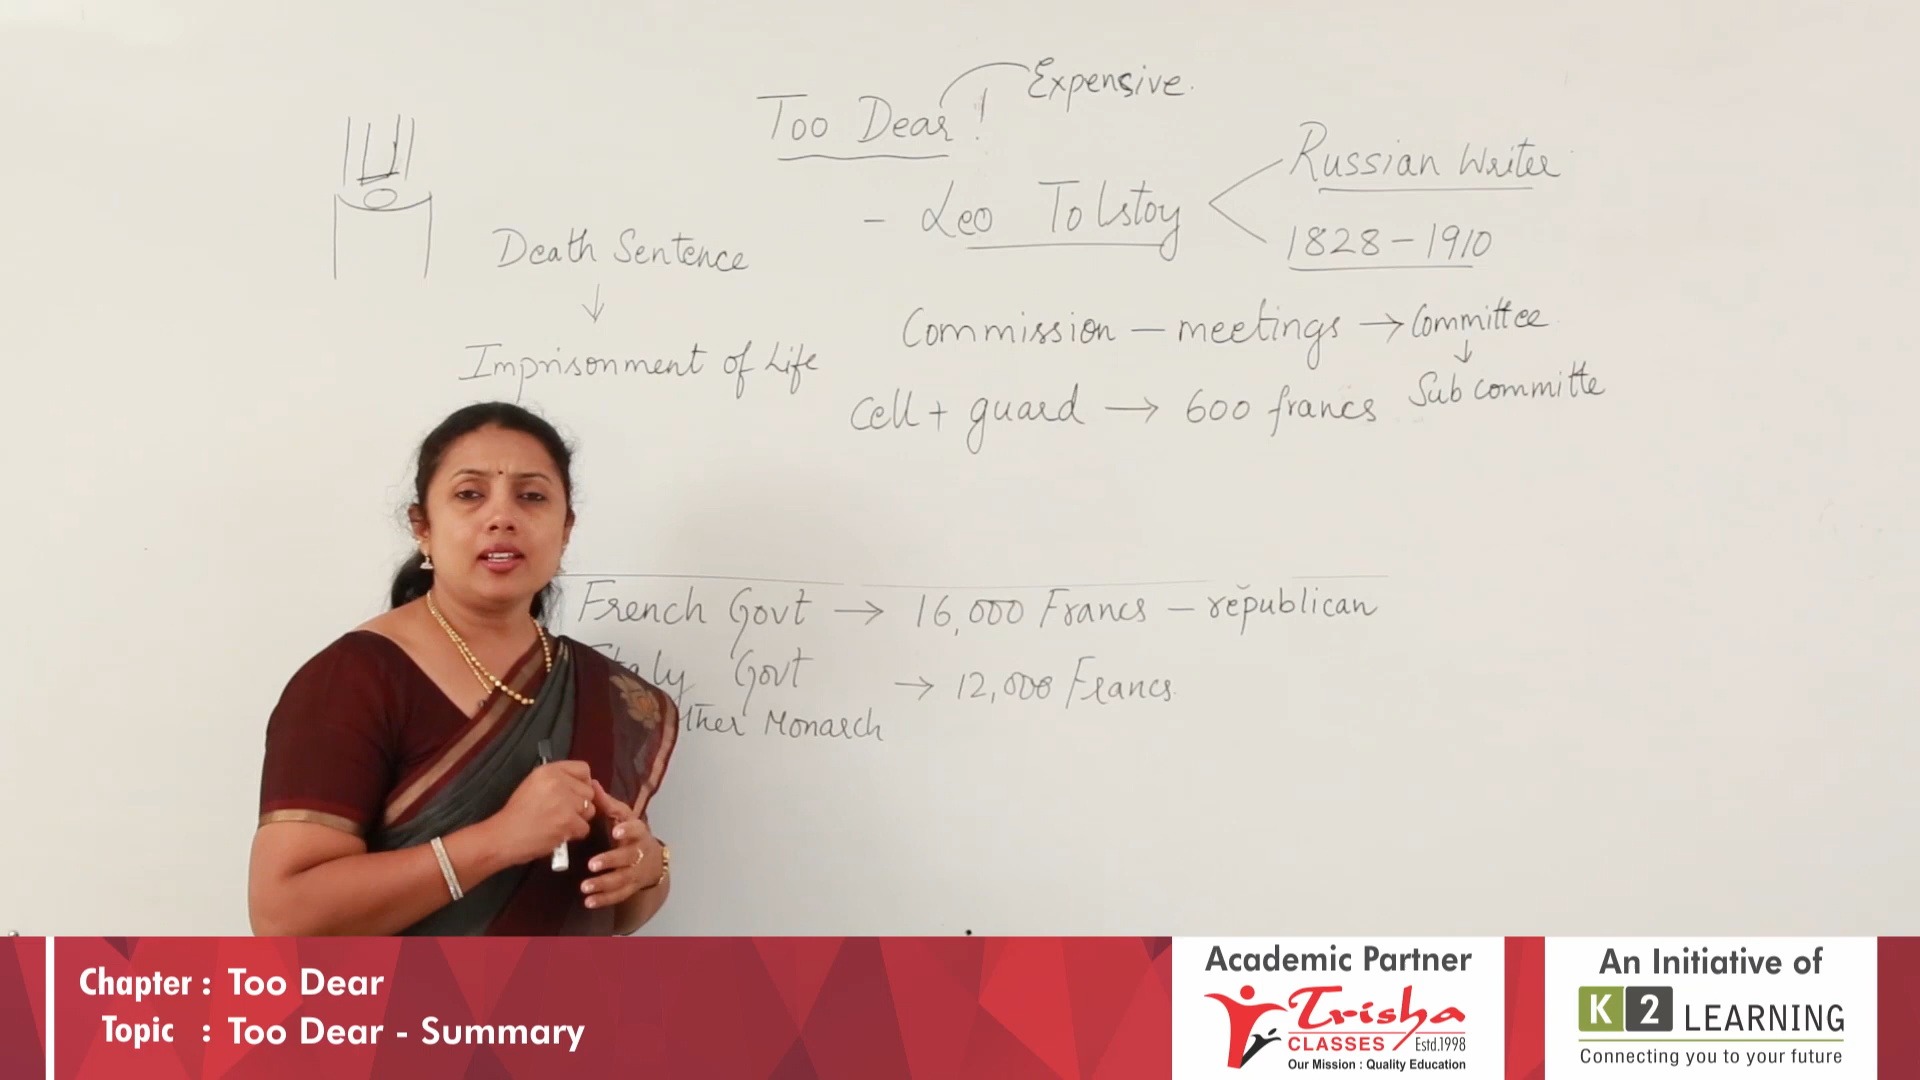 Too Dear ! Expensive.
- Leo Tolstoy
Russian Writer
1828 - 1910
Death Sentence
↓
Imprisonment of Life
Commission — meetings → Committee
↓
Sub committe
Cell + guard → 600 francs
French Govt → 16,000 Francs - republican
Italy Govt → 12,000 Francs.
Monarch
Chapter : Too Dear
Topic : Too Dear - Summary
Academic Partner
Trisha
CLASSES Estd.1998
Our Mission : Quality Education
An Initiative of
K2 LEARNING
Connecting you to your future